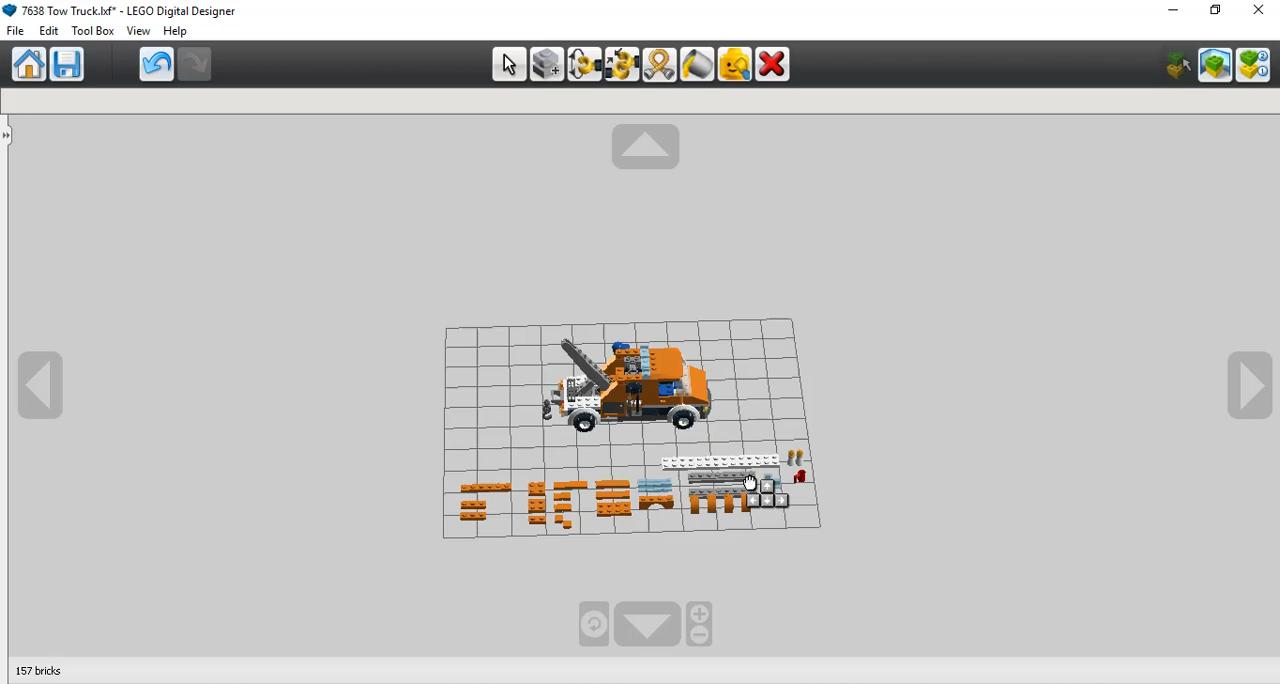 7638 Tow Truck.lxf* - LEGO Digital Designer
File Edit Tool Box View Help
157 bricks